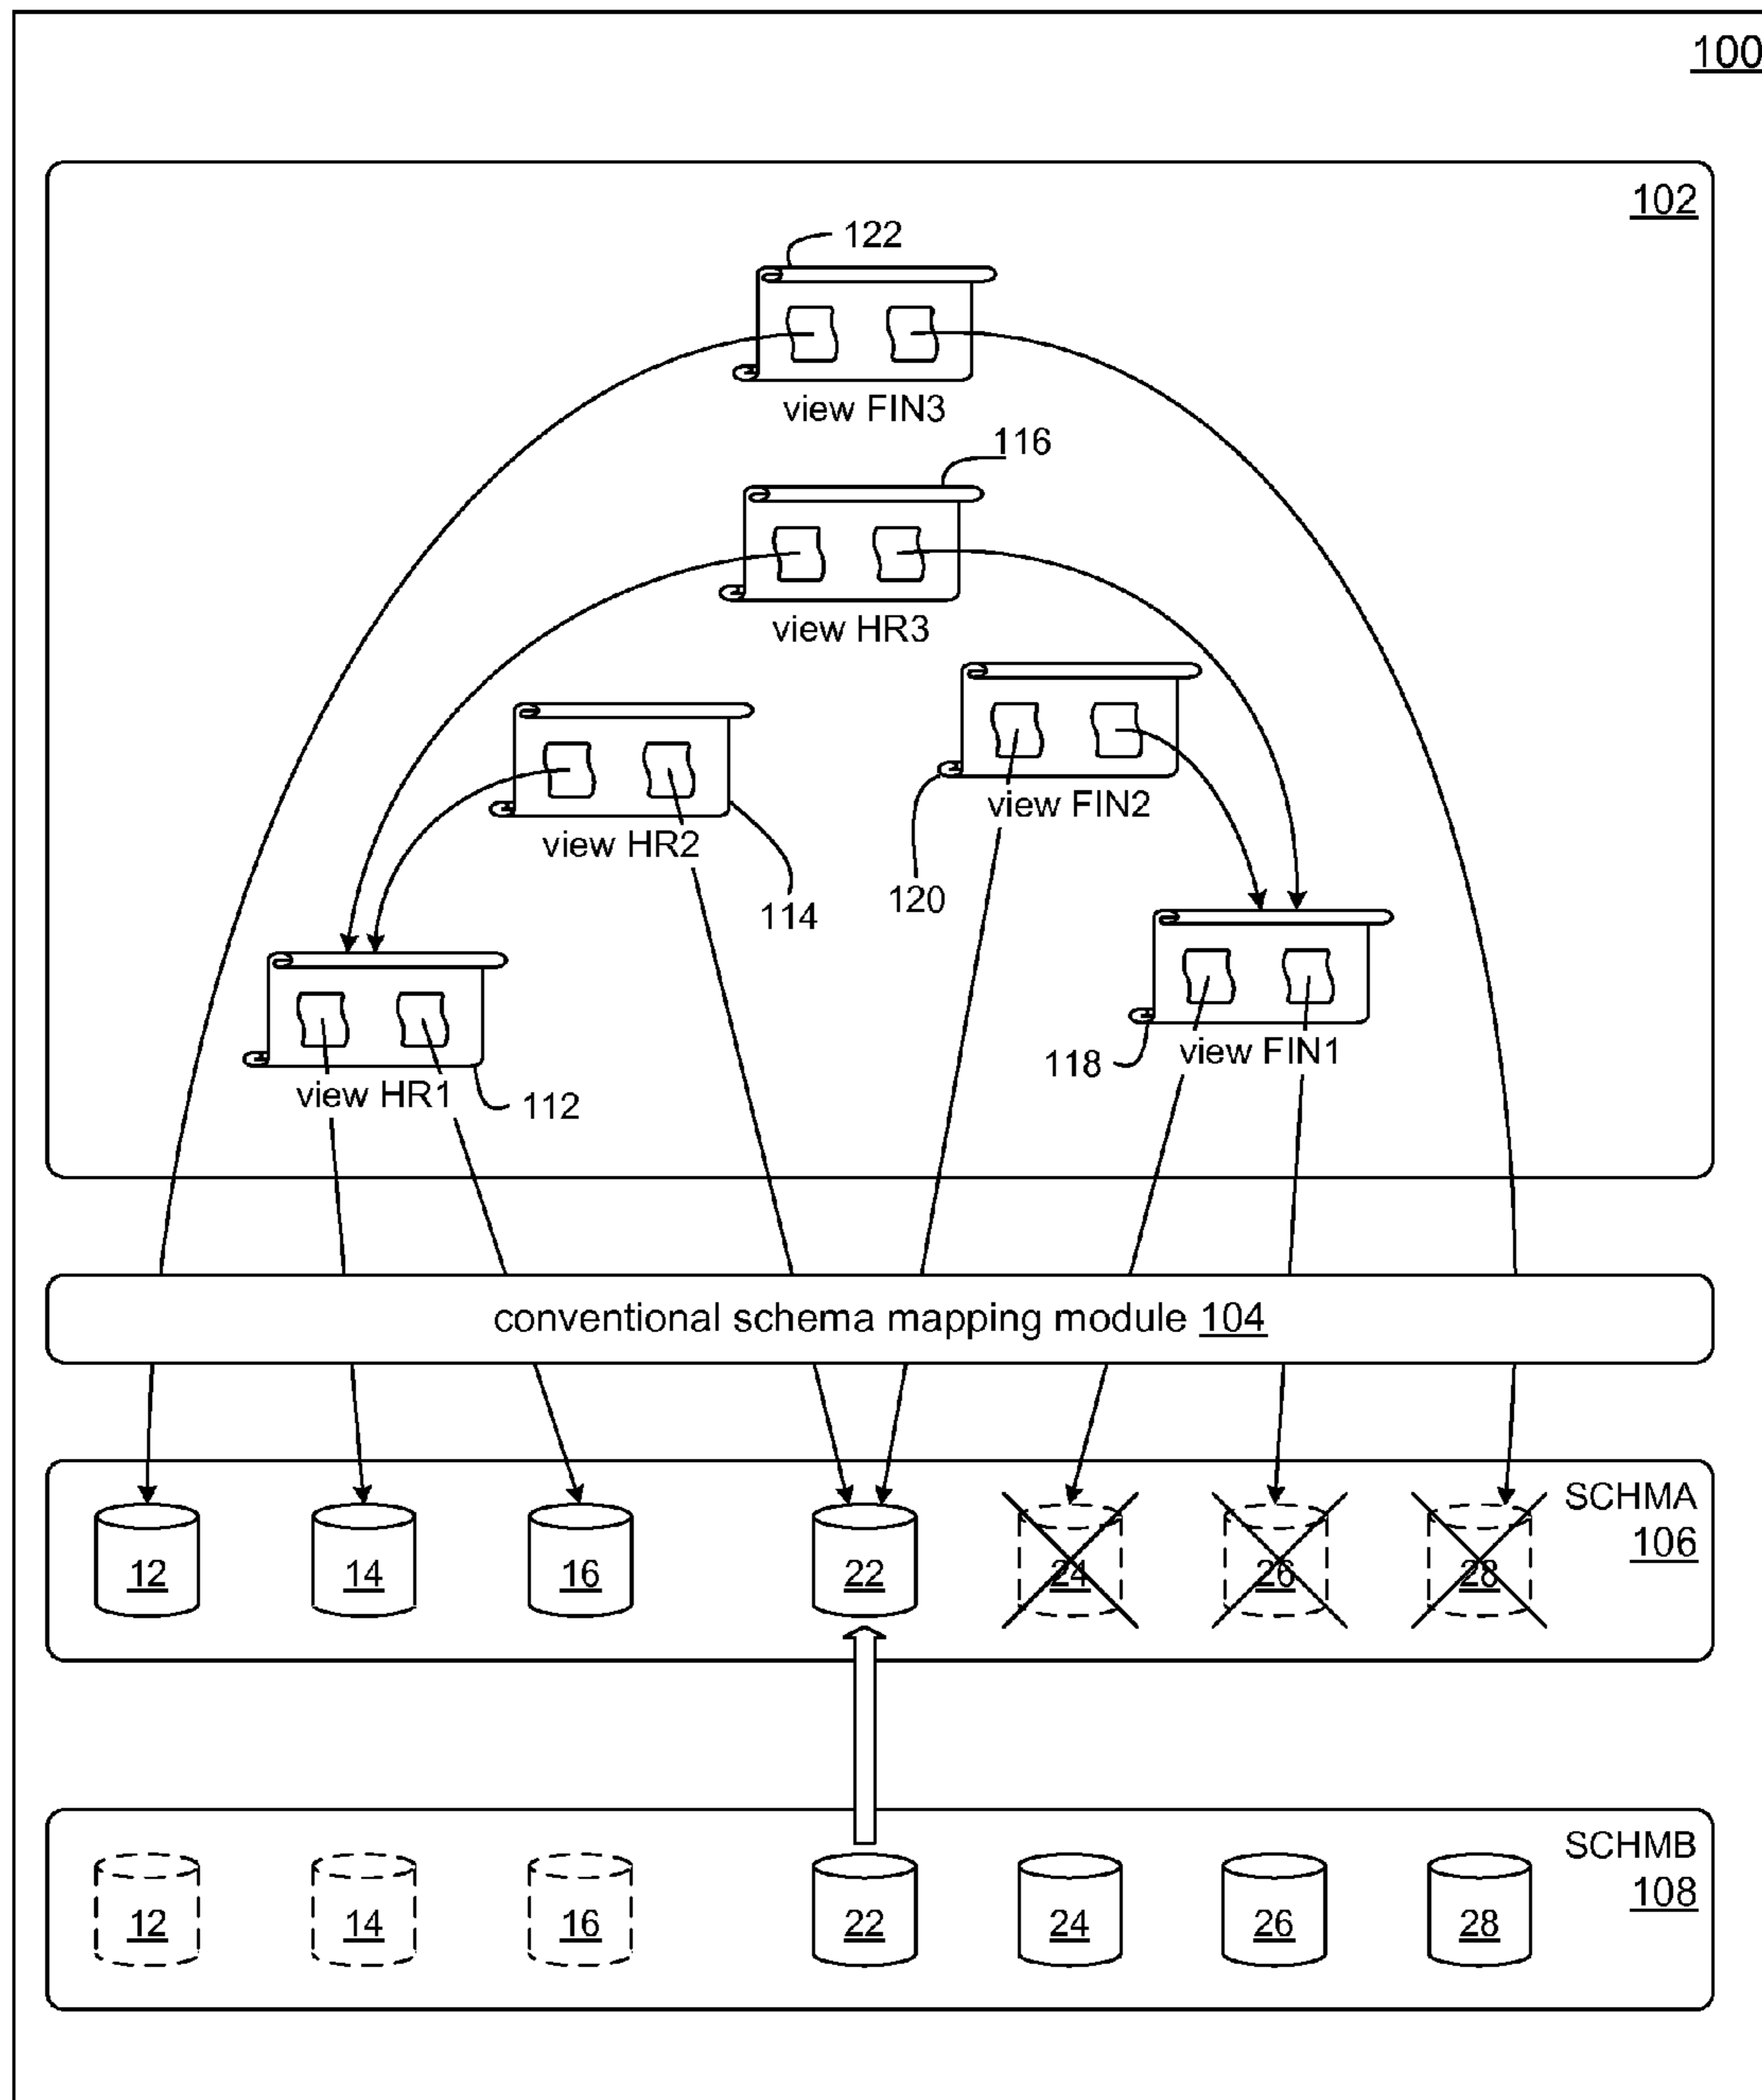 100
102
122
view FIN3
116
view HR3
view HR2
view FIN2
114
120
view HR1
112
118
view FIN1
conventional schema mapping module 104
SCHMA
106
12
14
16
22
24
26
28
SCHMB
108
12
14
16
22
24
26
28